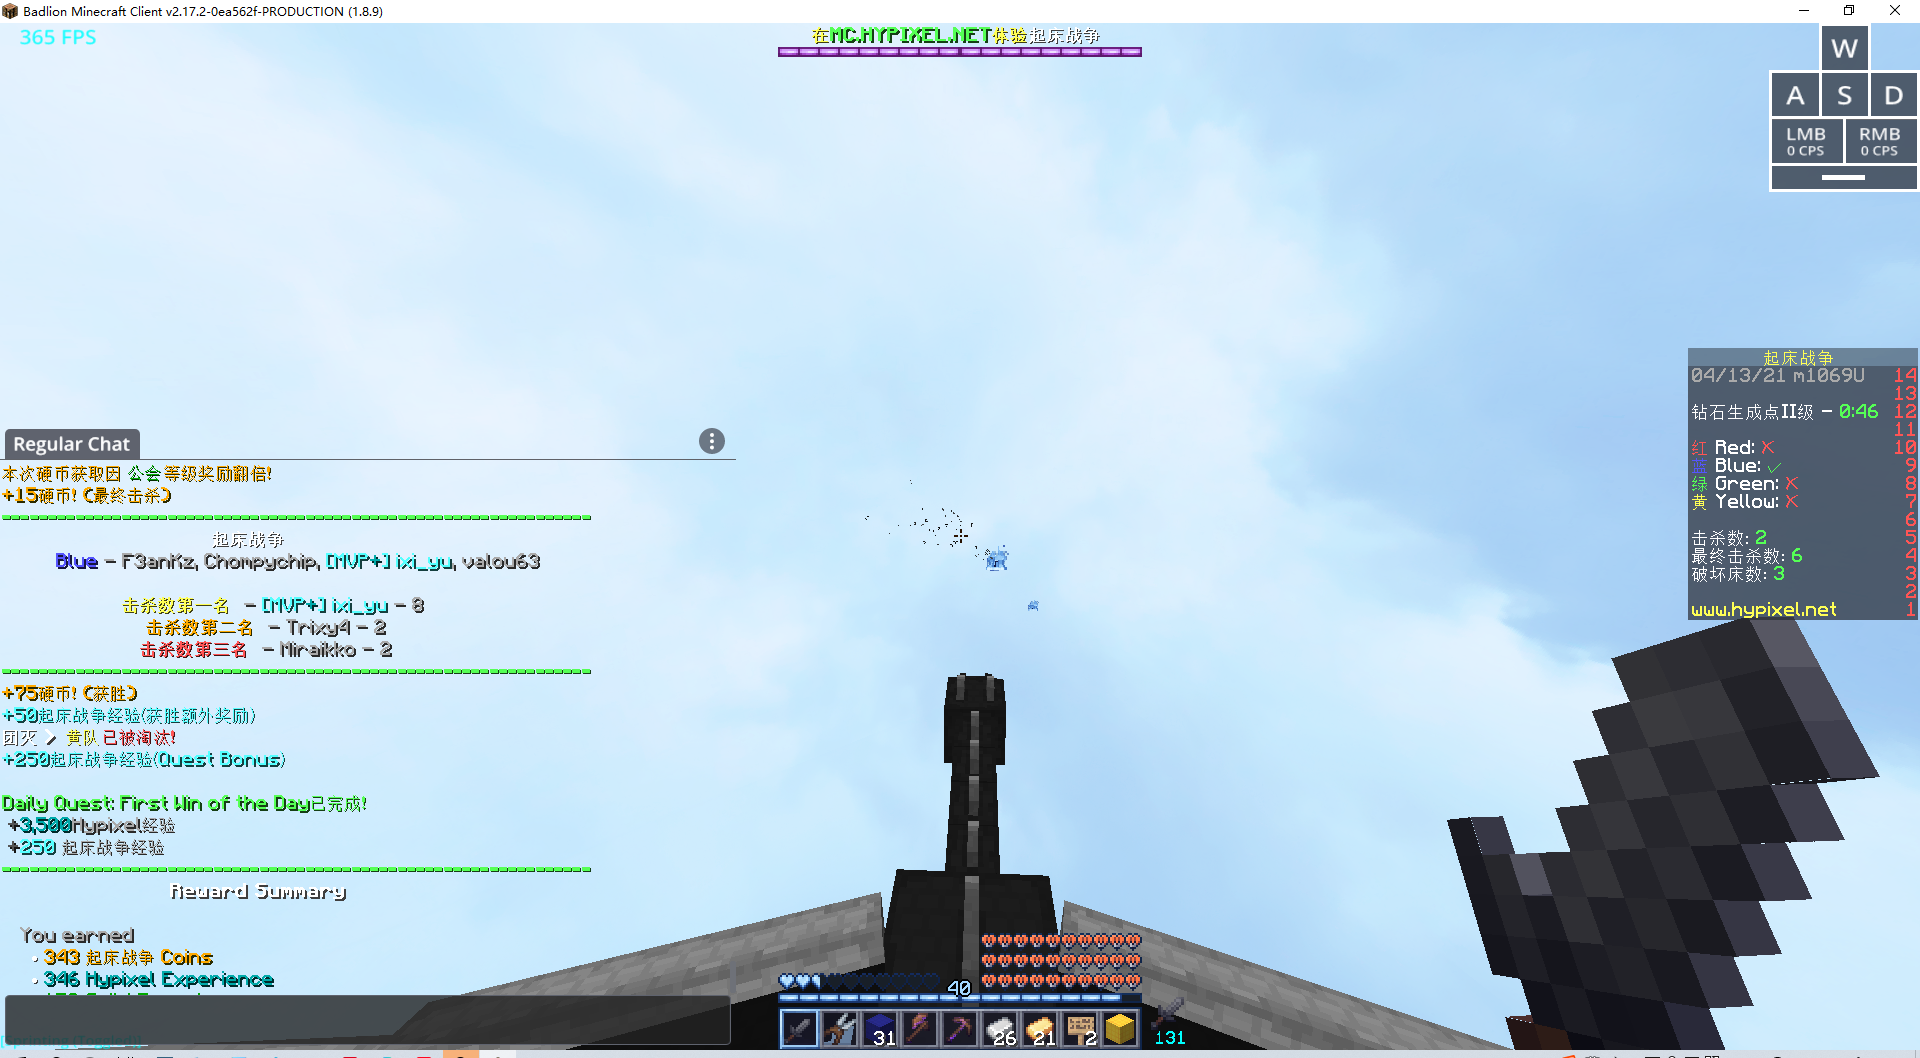 Badlion Minecraft Client v2.17.2-0ea562f-PRODUCTION (1.8.9)
365 FPS
在MC.HYPIXEL.NET体验起床战争
W
A S D
LMB
0 CPS
RMB
0 CPS
起床战争
04/13/21 m1069U 14
13
钻石生成点II级 - 0:46 12
11
红 Red: ✗ 10
蓝 Blue: ✓ 9
绿 Green: ✗ 8
黄 Yellow: ✗ 7
6
击杀数: 2 5
最终击杀数: 6 4
破坏床数: 3 3
2
www.hypixel.net 1
Regular Chat
本次硬币获取因 公会 等级奖励翻倍!
+15硬币! (最终击杀)
起床战争
Blue - F3anKz, Chompychip, [MVP+] ixi_yu, valou63
击杀数第一名 - [MVP+] ixi_yu - 8
击杀数第二名 - Trixy4 - 2
击杀数第三名 - Miraikko - 2
+75硬币! (获胜)
+50起床战争经验(获胜额外奖励)
团灭 > 黄队 已被淘汰!
+250起床战争经验(Quest Bonus)
Daily Quest: First Win of the Day已完成!
+3,500Hypixel经验
+250 起床战争经验
Reward Summary
You earned
· 343 起床战争 Coins
· 346 Hypixel Experience
40
31 26 21 2 131